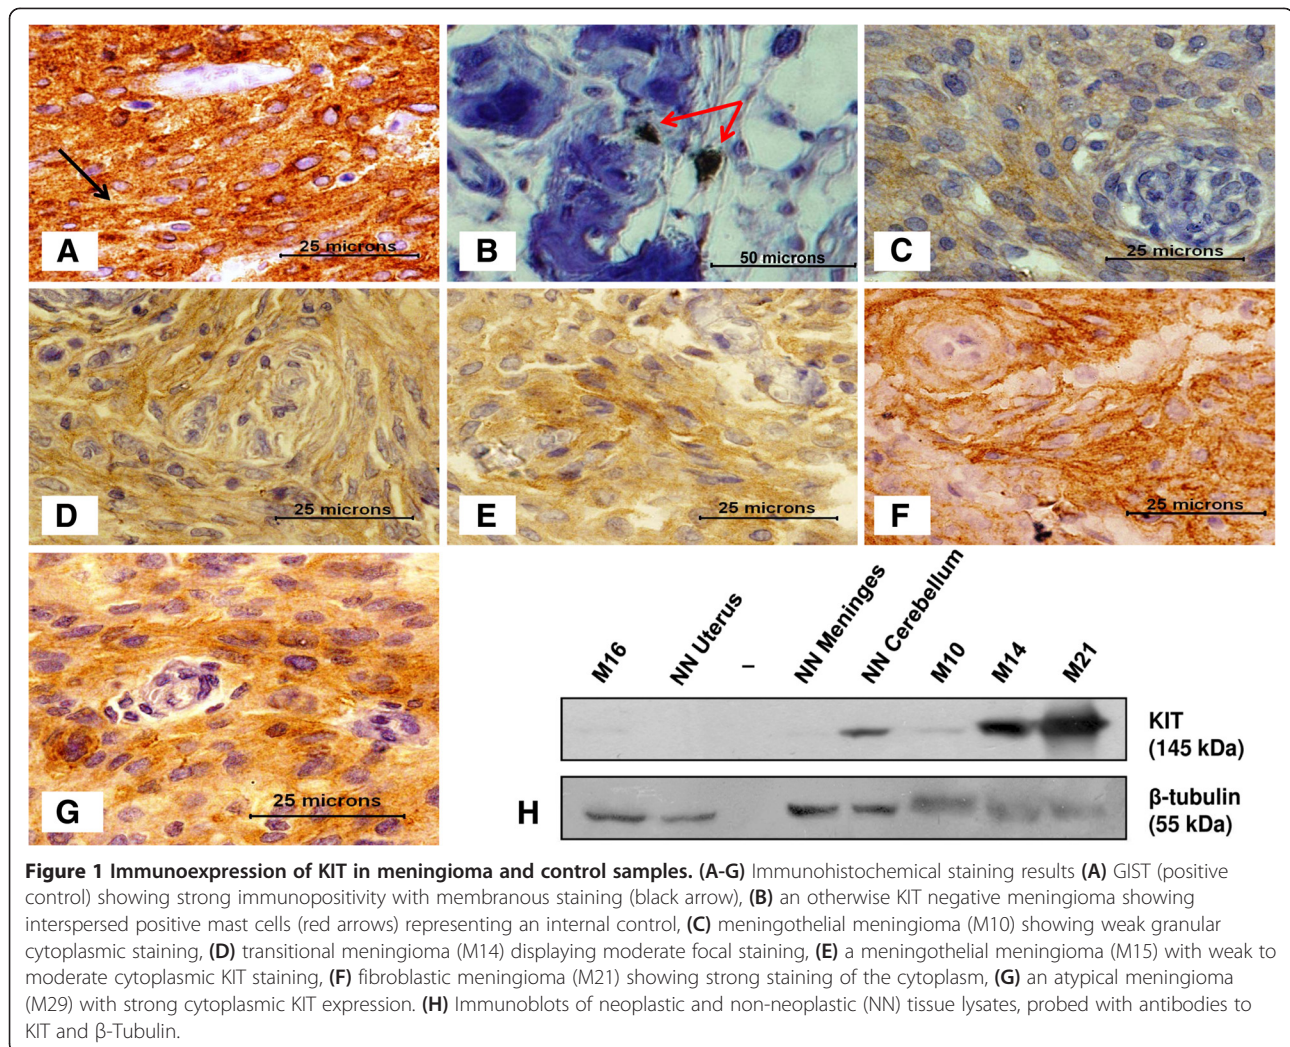 25 microns
A
50 microns
B
25 microns
C
25 microns
D
25 microns
E
25 microns
F
25 microns
G
M16
NN Uterus
–
NN Meninges
NN Cerebellum
M10
M14
M21
KIT
(145 kDa)
H
β-tubulin
(55 kDa)
Figure 1 Immunoexpression of KIT in meningioma and control samples. (A-G) Immunohistochemical staining results (A) GIST (positive
control) showing strong immunopositivity with membranous staining (black arrow), (B) an otherwise KIT negative meningioma showing
interspersed positive mast cells (red arrows) representing an internal control, (C) meningothelial meningioma (M10) showing weak granular
cytoplasmic staining, (D) transitional meningioma (M14) displaying moderate focal staining, (E) a meningothelial meningioma (M15) with weak to
moderate cytoplasmic KIT staining, (F) fibroblastic meningioma (M21) showing strong staining of the cytoplasm, (G) an atypical meningioma
(M29) with strong cytoplasmic KIT expression. (H) Immunoblots of neoplastic and non-neoplastic (NN) tissue lysates, probed with antibodies to
KIT and β-Tubulin.